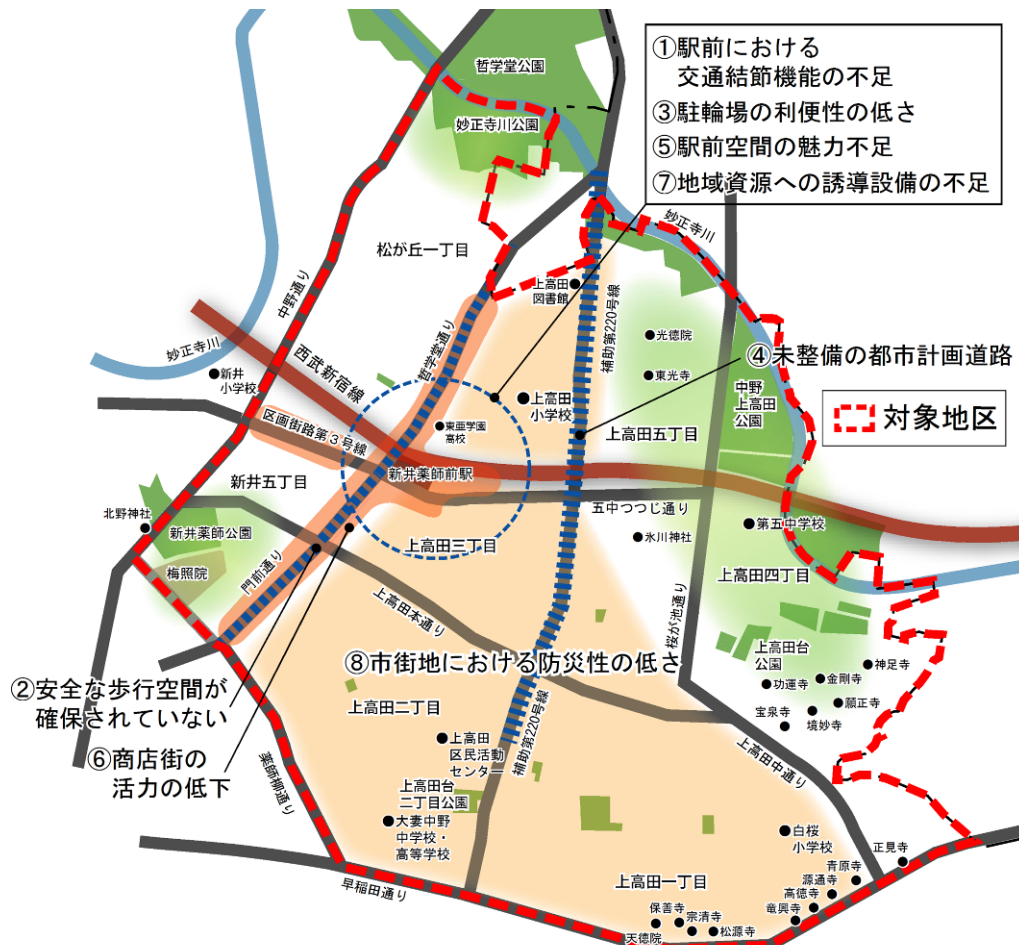 哲学堂公園
妙正寺川公園
①駅前における
交通結節機能の不足
③駐輪場の利便性の低さ
⑤駅前空間の魅力不足
⑦地域資源への誘導設備の不足
妙正寺川
松が丘一丁目
中野通り
上高田
図書館
補助第220号線
光徳院
④未整備の都市計画道路
妙正寺川
西武新宿線
哲学堂通り
新井
小学校
東光寺
中野
上高田
公園
対象地区
上高田
小学校
東亜学園
高校
上高田五丁目
区画街路第3号線
新井薬師前駅
新井五丁目
五中つつじ通り
北野神社
新井薬師公園
第五中学校
氷川神社
上高田三丁目
梅照院
門前通り
上高田四丁目
上高田本通り
桜が池通り
⑧市街地における防災性の低さ
上高田台
公園
神足寺
金剛寺
功運寺
願正寺
宝泉寺
境妙寺
②安全な歩行空間が
確保されていない
上高田二丁目
補助第220号線
上高田
区民活動
センター
⑥商店街の
活力の低下
薬師柳通り
上高田中通り
上高田台
二丁目公園
大妻中野
中学校・
高等学校
白桜
小学校
正見寺
早稲田通り
青原寺
上高田一丁目
源通寺
高徳寺
竜興寺
保善寺
宗清寺
天徳院
松源寺